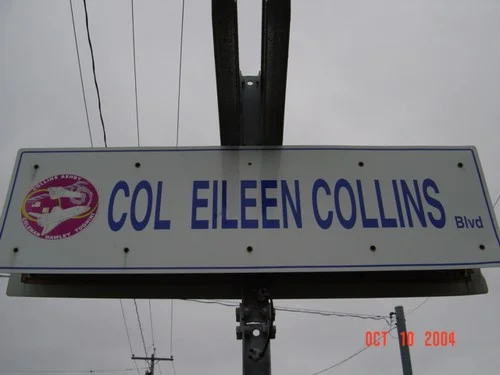 COL EILEEN COLLINS Blvd
OCT 10 2004